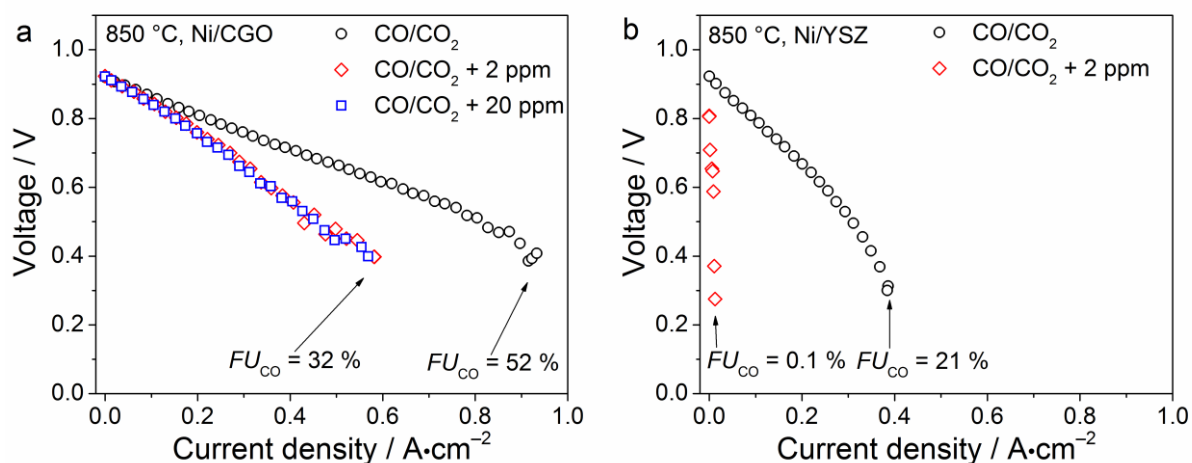 a
850 °C, Ni/CGO
CO/CO₂
CO/CO₂ + 2 ppm
CO/CO₂ + 20 ppm
Voltage / V
1.0
0.8
0.6
0.4
0.2
0.0
FU_CO = 32 %
FU_CO = 52 %
0.0 0.2 0.4 0.6 0.8 1.0
Current density / A•cm⁻²
b
850 °C, Ni/YSZ
CO/CO₂
CO/CO₂ + 2 ppm
Voltage / V
1.0
0.8
0.6
0.4
0.2
0.0
FU_CO = 0.1 %
FU_CO = 21 %
0.0 0.2 0.4 0.6 0.8 1.0
Current density / A•cm⁻²